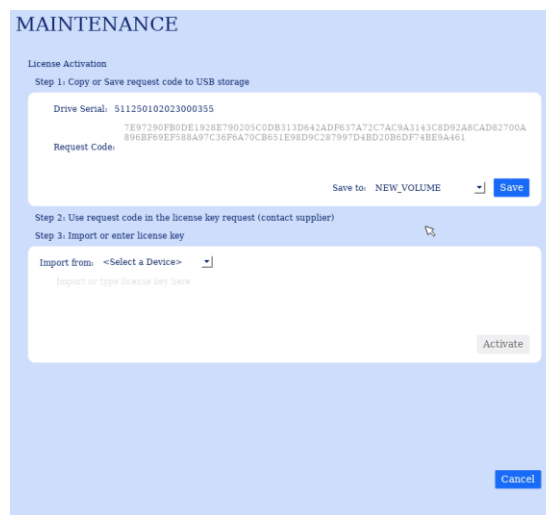 MAINTENANCE
License Activation
Step 1: Copy or Save request code to USB storage
Drive Serial: 511250102023000355
Request Code:
7E97290FB0DE1928E790205C0DB313D642ADF637A72C7AC9A3143C8D92A8CAD82700A
896BF69EF588A97C36F6A70CB651E98D9C287997D4BD20B6DF74BE9A461
Save to: NEW_VOLUME Save
Step 2: Use request code in the license key request (contact supplier)
Step 3: Import or enter license key
Import from: <Select a Device>
Import or type license key here
Activate
Cancel